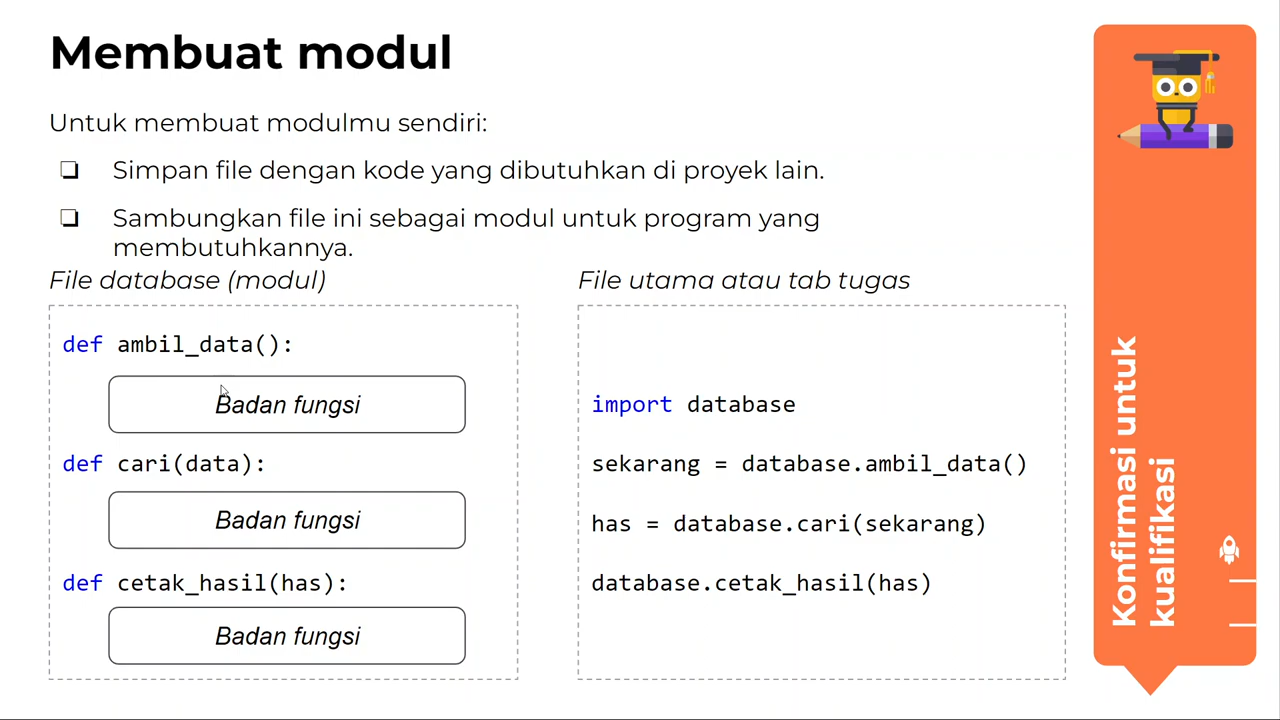 Membuat modul
Untuk membuat modulmu sendiri:
❏ Simpan file dengan kode yang dibutuhkan di proyek lain.
❏ Sambungkan file ini sebagai modul untuk program yang
membutuhkannya.
File database (modul)
def ambil_data():
Badan fungsi
def cari(data):
Badan fungsi
def cetak_hasil(has):
Badan fungsi
File utama atau tab tugas
import database
sekarang = database.ambil_data()
has = database.cari(sekarang)
database.cetak_hasil(has)
Konfirmasi untuk
kualifikasi